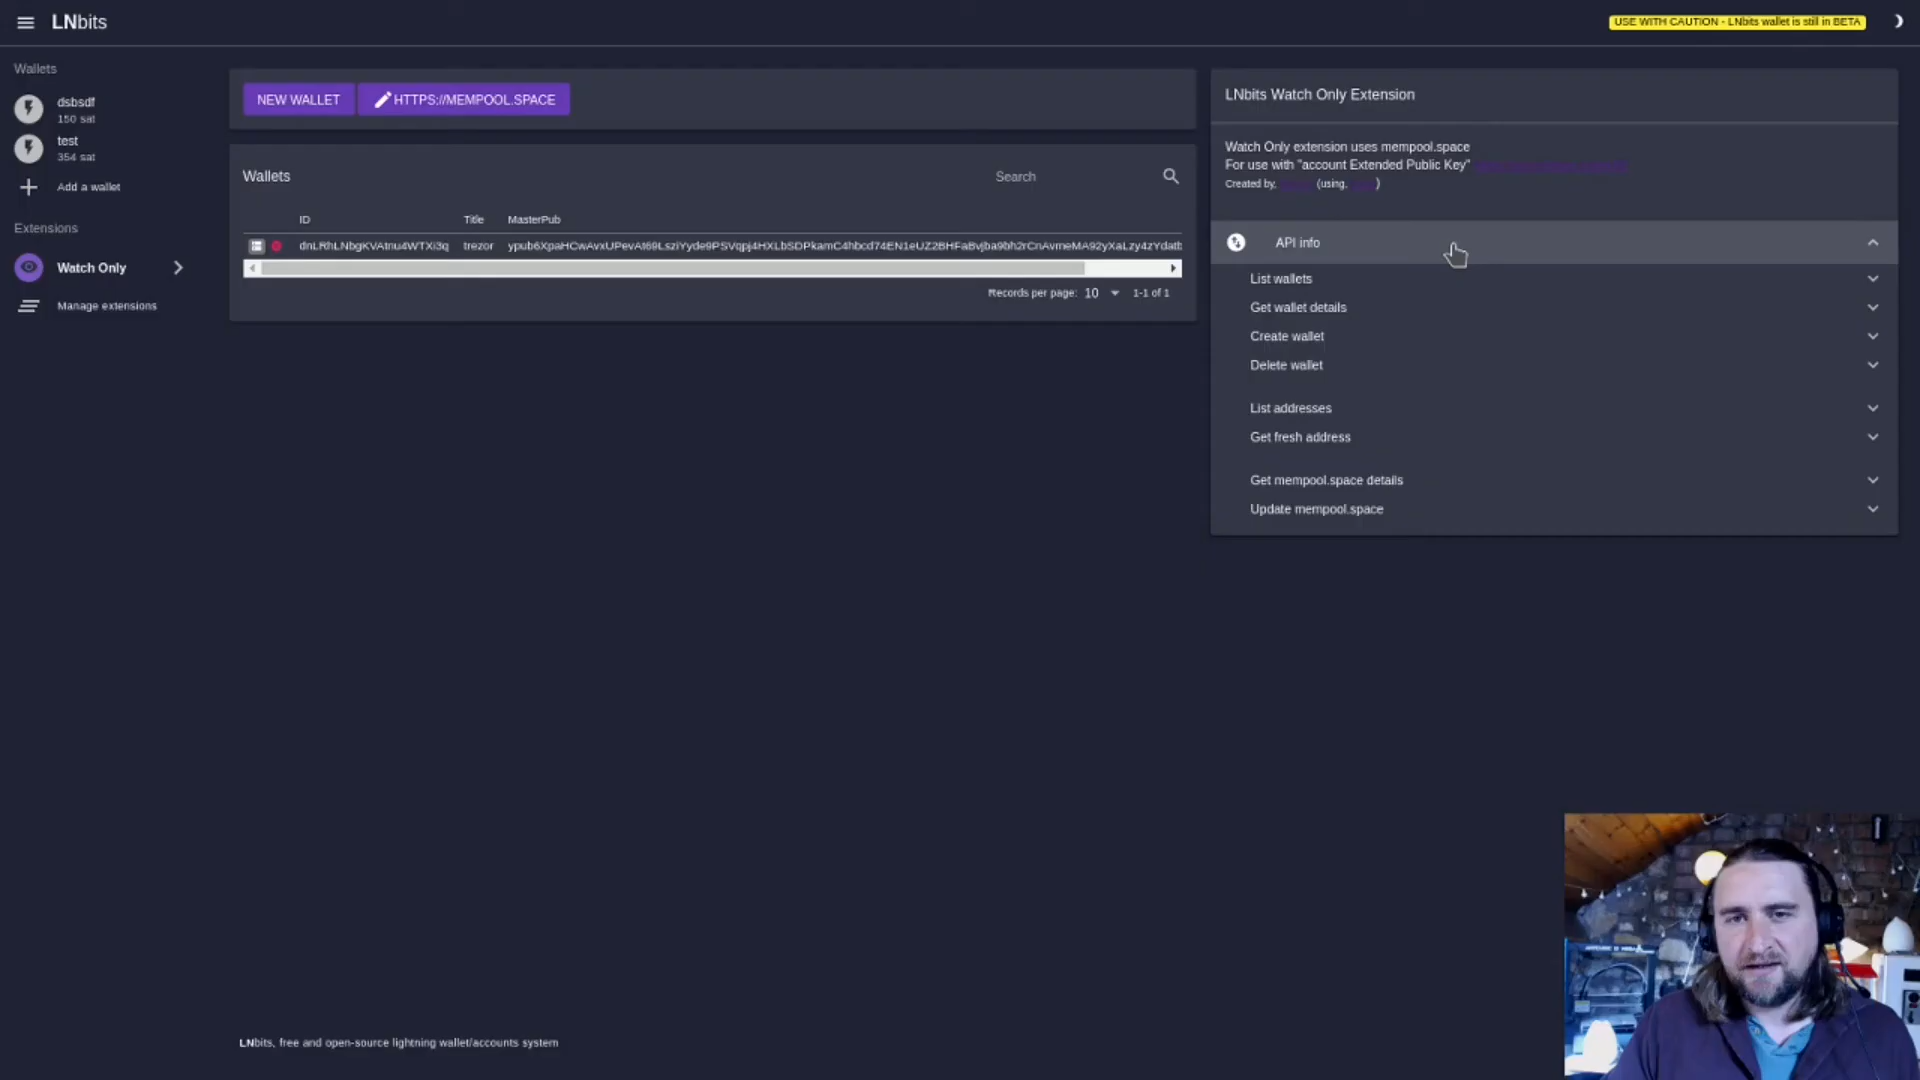 LNbits
USE WITH CAUTION - LNbits wallet is still in BETA
Wallets
dsbsdf
150 sat
test
354 sat
Add a wallet
Extensions
Watch Only
Manage extensions
NEW WALLET
HTTPS://MEMPOOL.SPACE
Wallets
Search
ID Title MasterPub
trezor
Records per page: 10 1-1 of 1
LNbits Watch Only Extension
Watch Only extension uses mempool.space
For use with "account Extended Public Key"
Created by, (using, )
API info
List wallets
Get wallet details
Create wallet
Delete wallet
List addresses
Get fresh address
Get mempool.space details
Update mempool.space
LNbits, free and open-source lightning wallet/accounts system